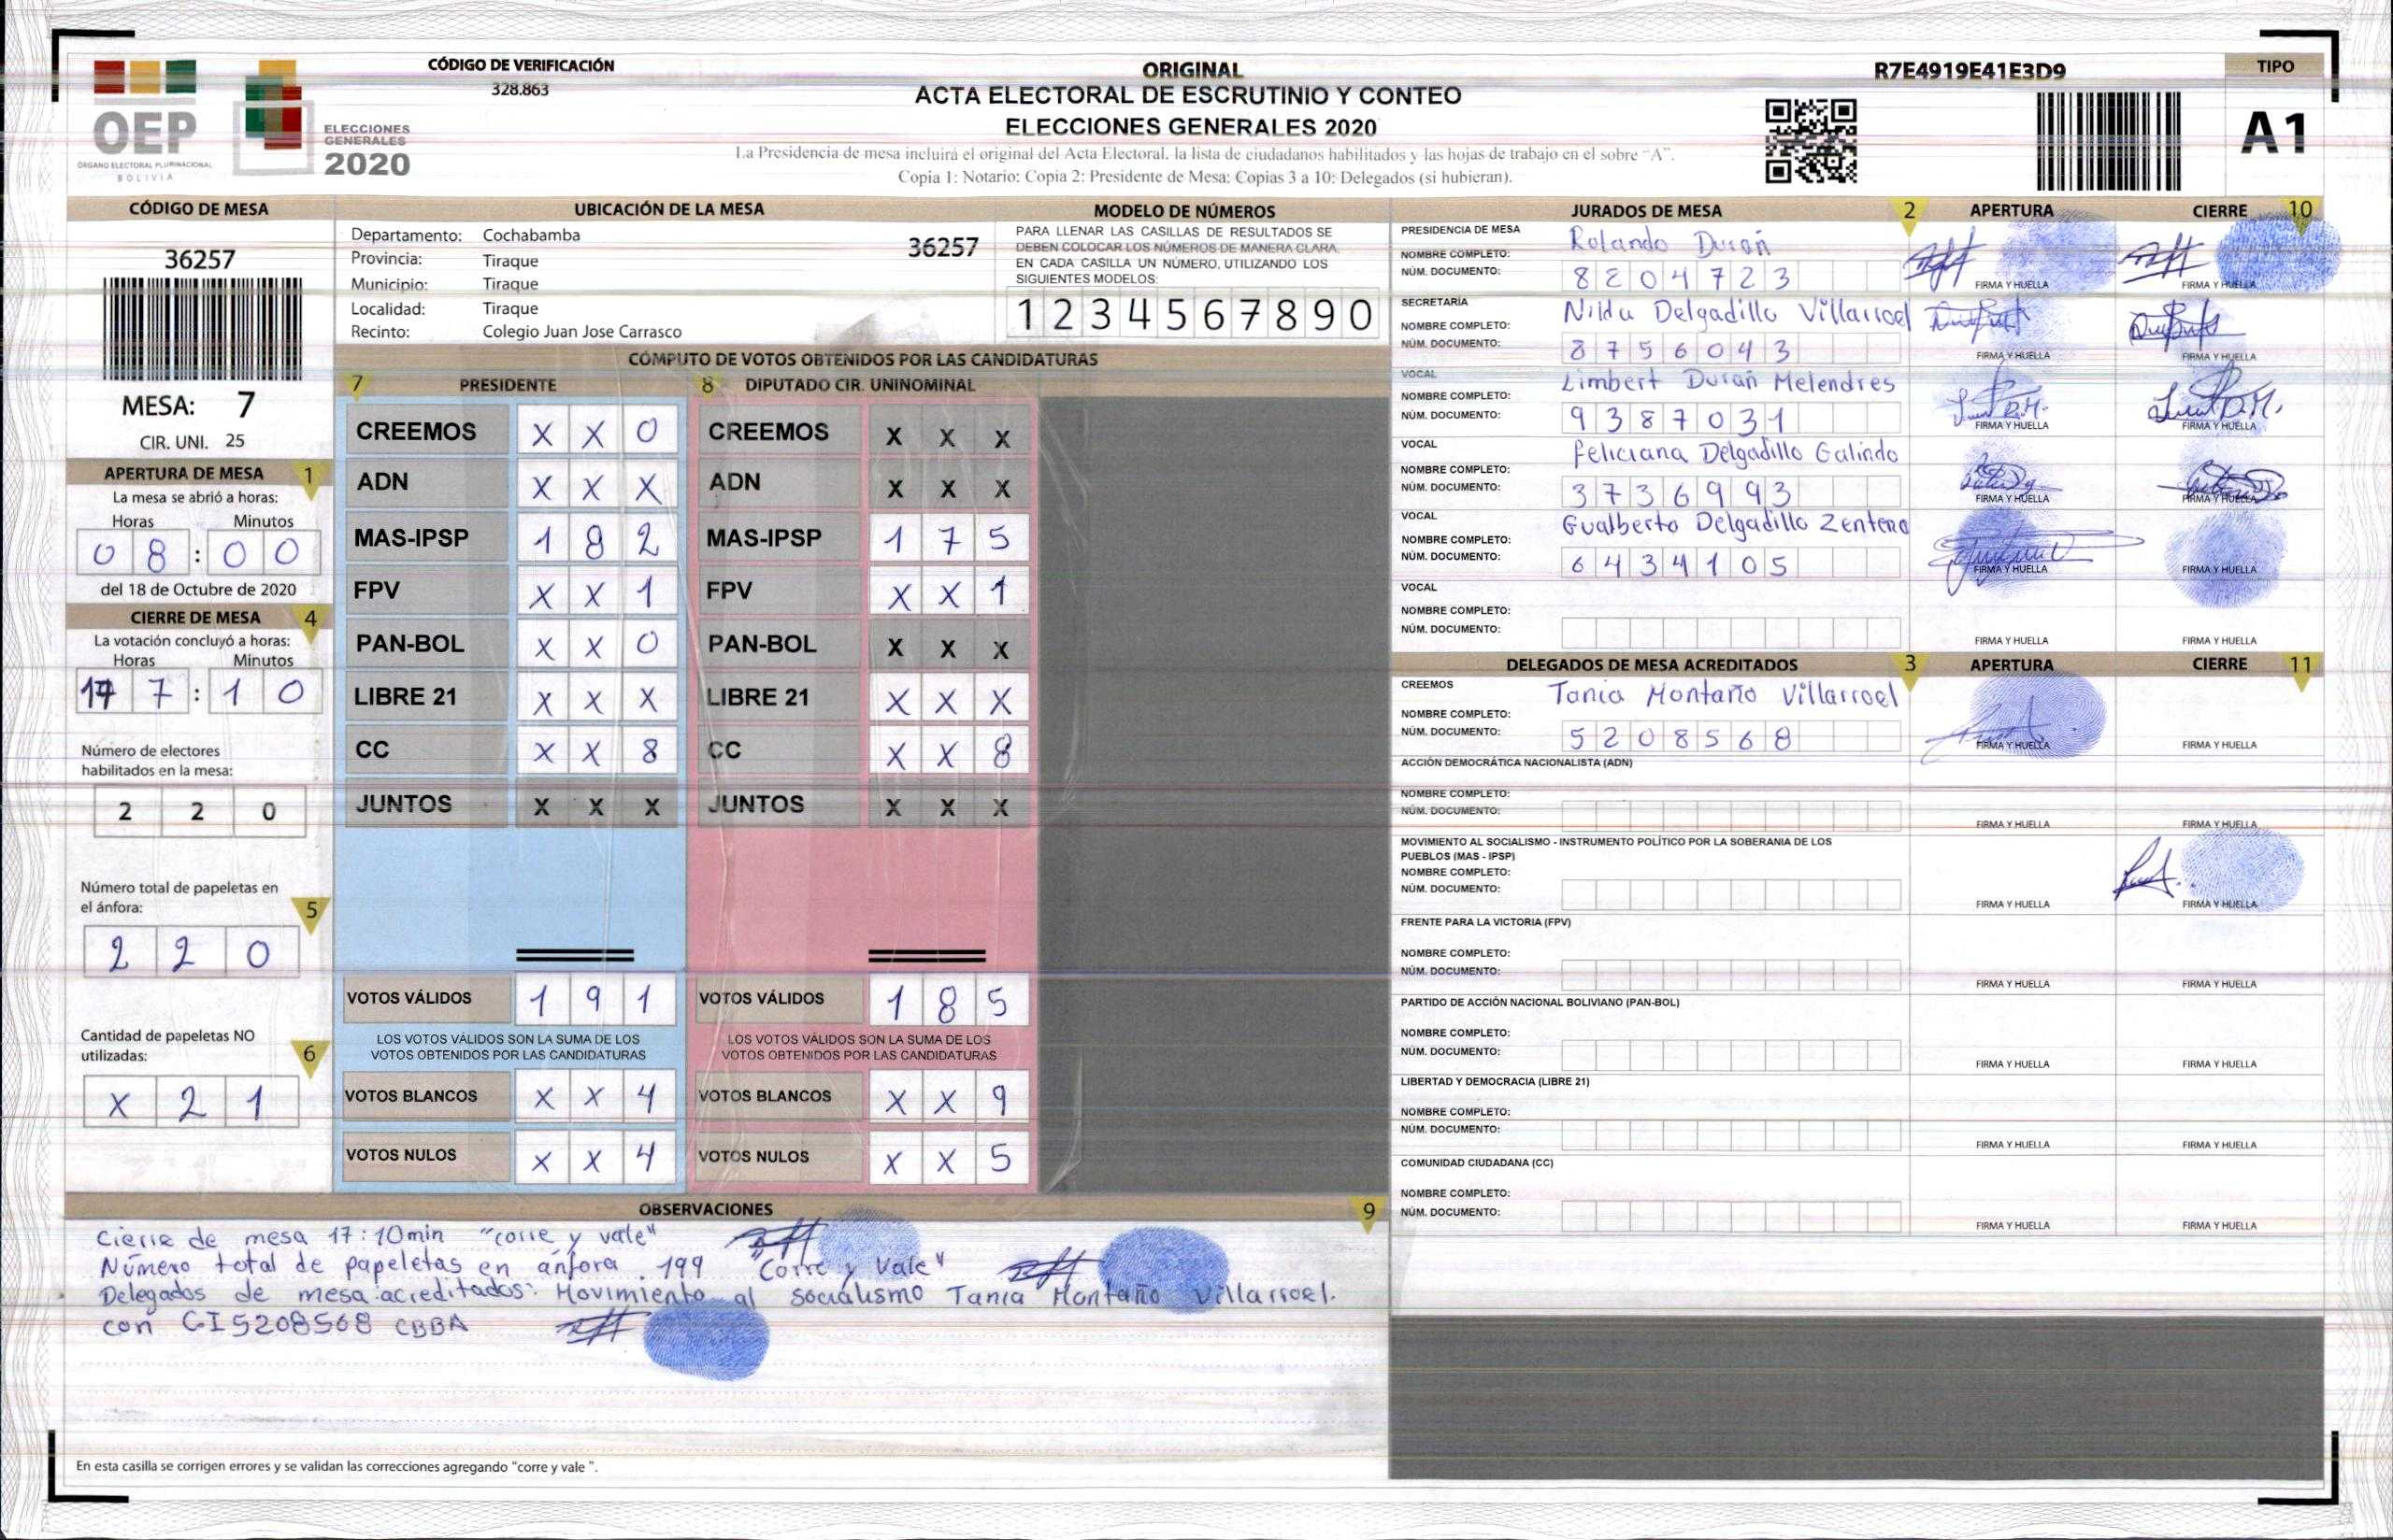 CÓDIGO DE VERIFICACIÓN
328.863
OEP
ÓRGANO ELECTORAL PLURINACIONAL
BOLIVIA
ELECCIONES
GENERALES
2020
ORIGINAL
ACTA ELECTORAL DE ESCRUTINIO Y CONTEO
ELECCIONES GENERALES 2020
La Presidencia de mesa incluirá el original del Acta Electoral, la lista de ciudadanos habilitados y las hojas de trabajo en el sobre "A".
Copia 1: Notario: Copia 2: Presidente de Mesa: Copias 3 a 10: Delegados (si hubieran).
R7E4919E41E3D9
TIPO
A1
CÓDIGO DE MESA
36257
MESA: 7
CIR. UNI. 25
APERTURA DE MESA 1
La mesa se abrió a horas:
Horas Minutos
0 8 : 0 0
del 18 de Octubre de 2020
CIERRE DE MESA 4
La votación concluyó a horas:
Horas Minutos
17 7 : 1 0
Número de electores
habilitados en la mesa:
2 2 0
Número total de papeletas en
el ánfora:
5
2 2 0
Cantidad de papeletas NO
utilizadas:
6
X 2 1
UBICACIÓN DE LA MESA
Departamento: Cochabamba
36257
Provincia: Tiraque
Municipio: Tiraque
Localidad: Tiraque
Recinto: Colegio Juan Jose Carrasco
MODELO DE NÚMEROS
PARA LLENAR LAS CASILLAS DE RESULTADOS SE
DEBEN COLOCAR LOS NÚMEROS DE MANERA CLARA,
EN CADA CASILLA UN NÚMERO, UTILIZANDO LOS
SIGUIENTES MODELOS:
1 2 3 4 5 6 7 8 9 0
CÓMPUTO DE VOTOS OBTENIDOS POR LAS CANDIDATURAS
7 PRESIDENTE 8 DIPUTADO CIR. UNINOMINAL
CREEMOS X X 0 CREEMOS X X X
ADN X X X ADN X X X
MAS-IPSP 1 8 2 MAS-IPSP 1 7 5
FPV X X 1 FPV X X 1
PAN-BOL X X 0 PAN-BOL X X X
LIBRE 21 X X X LIBRE 21 X X X
CC X X 8 CC X X 8
JUNTOS X X X JUNTOS X X X
VOTOS VÁLIDOS 1 9 1 VOTOS VÁLIDOS 1 8 5
LOS VOTOS VÁLIDOS SON LA SUMA DE LOS LOS VOTOS VÁLIDOS SON LA SUMA DE LOS
VOTOS OBTENIDOS POR LAS CANDIDATURAS VOTOS OBTENIDOS POR LAS CANDIDATURAS
VOTOS BLANCOS X X 4 VOTOS BLANCOS X X 9
VOTOS NULOS X X 4 VOTOS NULOS X X 5
JURADOS DE MESA 2 APERTURA CIERRE 10
PRESIDENCIA DE MESA
NOMBRE COMPLETO: Rolando Durañ
NÚM. DOCUMENTO: 8 2 0 4 7 2 3
FIRMA Y HUELLA FIRMA Y HUELLA
SECRETARÍA
NOMBRE COMPLETO: Nilda Delgadillo Villarroel
NÚM. DOCUMENTO: 8 7 5 6 0 4 3
FIRMA Y HUELLA FIRMA Y HUELLA
VOCAL
NOMBRE COMPLETO: Limbert Durañ Melendres
NÚM. DOCUMENTO: 9 3 8 7 0 3 1
FIRMA Y HUELLA FIRMA Y HUELLA
VOCAL
NOMBRE COMPLETO: Feliciana Delgadillo Galindo
NÚM. DOCUMENTO: 3 7 3 6 9 9 3
FIRMA Y HUELLA FIRMA Y HUELLA
VOCAL
NOMBRE COMPLETO: Gualberto Delgadillo Zenteno
NÚM. DOCUMENTO: 6 4 3 4 1 0 5
FIRMA Y HUELLA FIRMA Y HUELLA
VOCAL
NOMBRE COMPLETO:
NÚM. DOCUMENTO:
FIRMA Y HUELLA FIRMA Y HUELLA
DELEGADOS DE MESA ACREDITADOS 3 APERTURA CIERRE 11
CREEMOS
NOMBRE COMPLETO: Tania Montaño Villarroel
NÚM. DOCUMENTO: 5 2 0 8 5 6 8
FIRMA Y HUELLA FIRMA Y HUELLA
ACCIÓN DEMOCRÁTICA NACIONALISTA (ADN)
NOMBRE COMPLETO:
NÚM. DOCUMENTO:
FIRMA Y HUELLA FIRMA Y HUELLA
MOVIMIENTO AL SOCIALISMO - INSTRUMENTO POLÍTICO POR LA SOBERANIA DE LOS
PUEBLOS (MAS - IPSP)
NOMBRE COMPLETO:
NÚM. DOCUMENTO:
FIRMA Y HUELLA FIRMA Y HUELLA
FRENTE PARA LA VICTORIA (FPV)
NOMBRE COMPLETO:
NÚM. DOCUMENTO:
FIRMA Y HUELLA FIRMA Y HUELLA
PARTIDO DE ACCIÓN NACIONAL BOLIVIANO (PAN-BOL)
NOMBRE COMPLETO:
NÚM. DOCUMENTO:
FIRMA Y HUELLA FIRMA Y HUELLA
LIBERTAD Y DEMOCRACIA (LIBRE 21)
NOMBRE COMPLETO:
NÚM. DOCUMENTO:
FIRMA Y HUELLA FIRMA Y HUELLA
COMUNIDAD CIUDADANA (CC)
NOMBRE COMPLETO:
NÚM. DOCUMENTO:
FIRMA Y HUELLA FIRMA Y HUELLA
OBSERVACIONES 9
Cierre de mesa 17:10min "corre y vale"
Número total de papeletas en ánfora . 199 "Corre y Vale"
Delegados de mesa acreditados: Movimiento al Socialismo Tania Montaño Villarroel.
con CI 5208568 CBBA
En esta casilla se corrigen errores y se validan las correcciones agregando "corre y vale ".